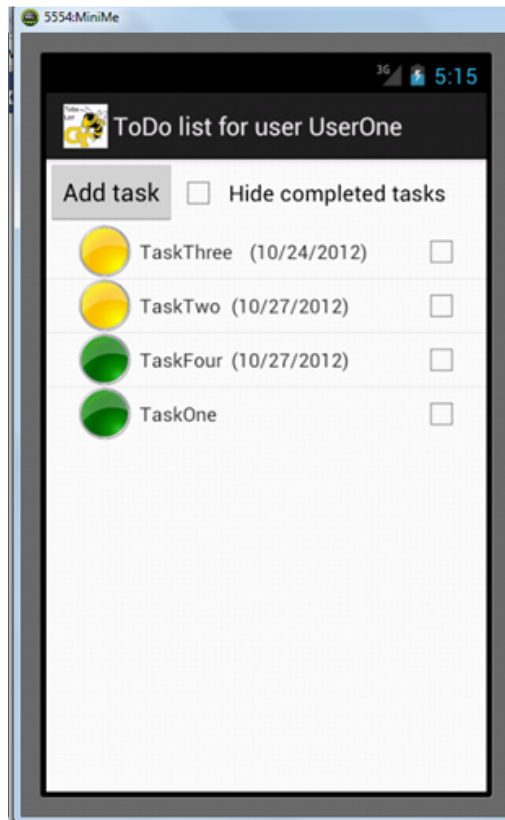 5554:MiniMe
3G 5:15
ToDo list for user UserOne
Add task Hide completed tasks
TaskThree (10/24/2012)
TaskTwo (10/27/2012)
TaskFour (10/27/2012)
TaskOne